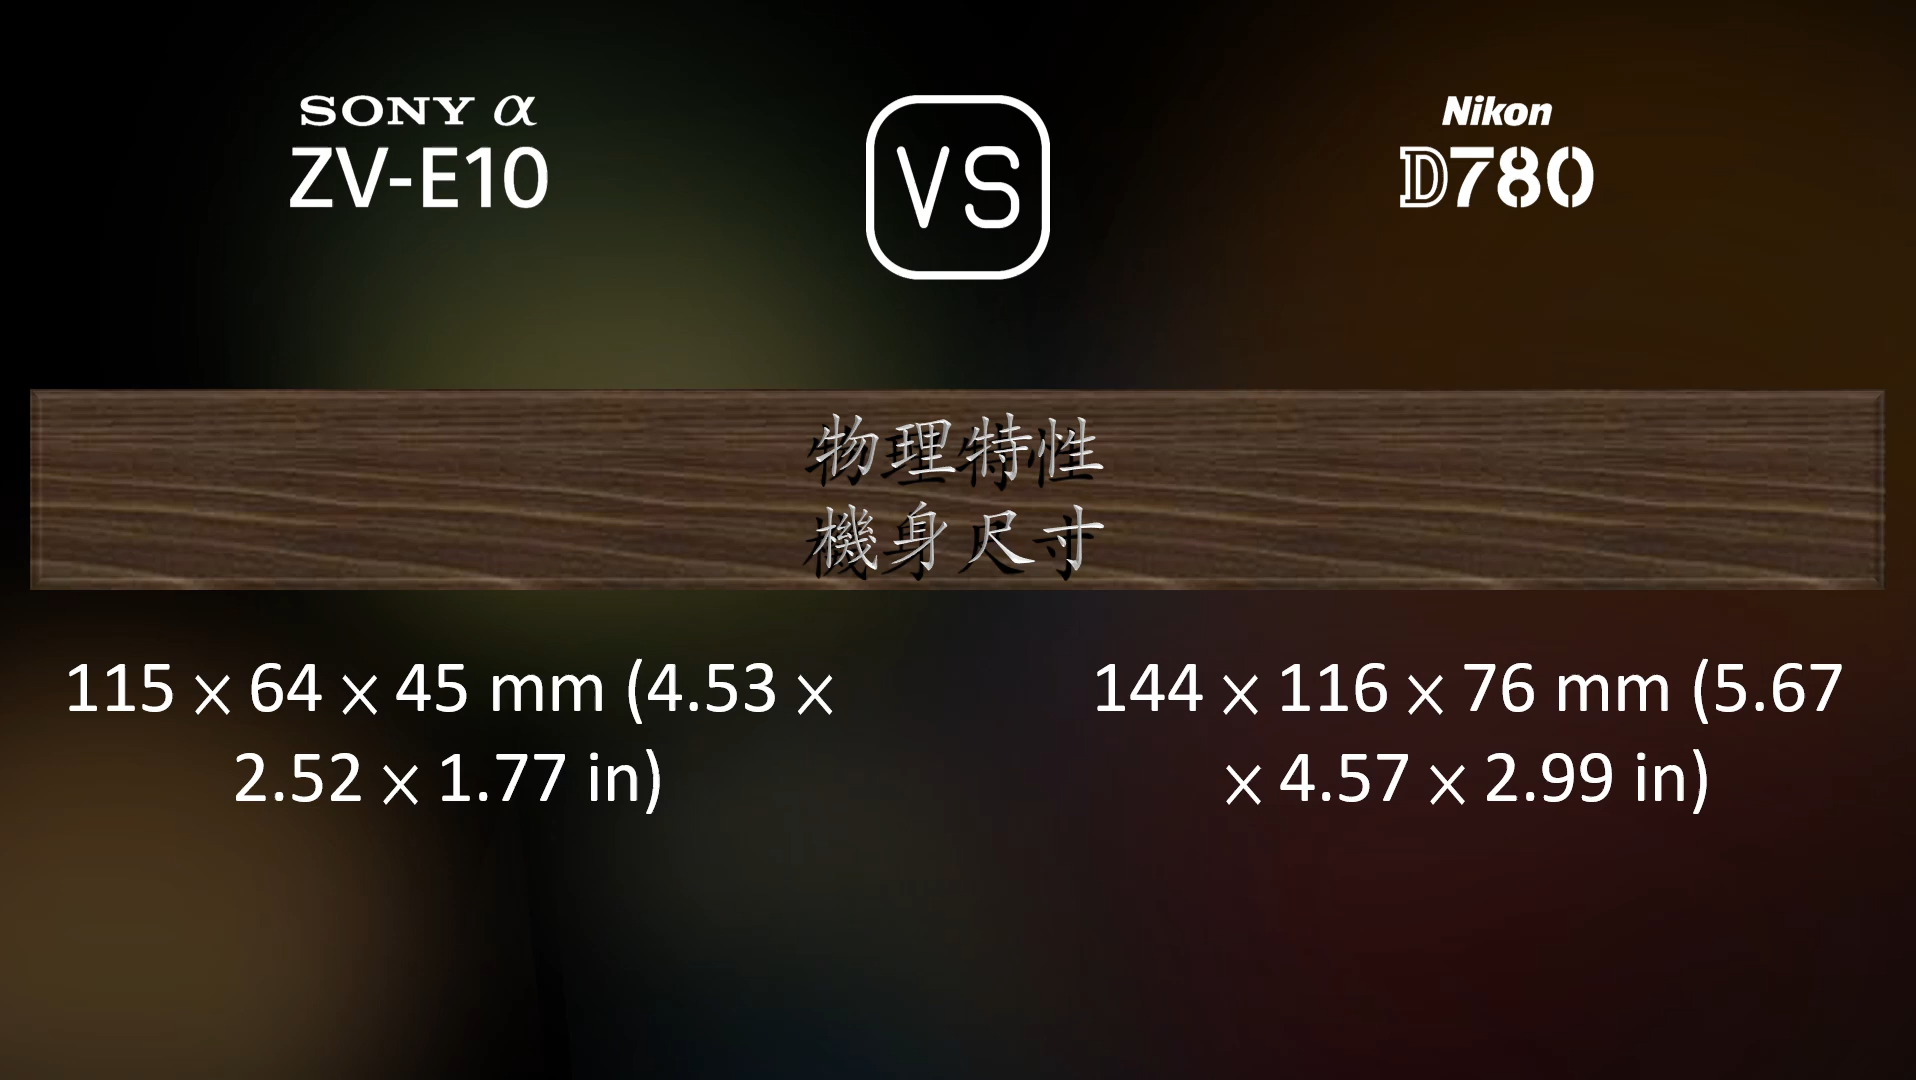 SONY α
ZV-E10
VS
Nikon
D780
物理特性
機身尺寸
115 x 64 x 45 mm (4.53 x
2.52 x 1.77 in)
144 x 116 x 76 mm (5.67
x 4.57 x 2.99 in)